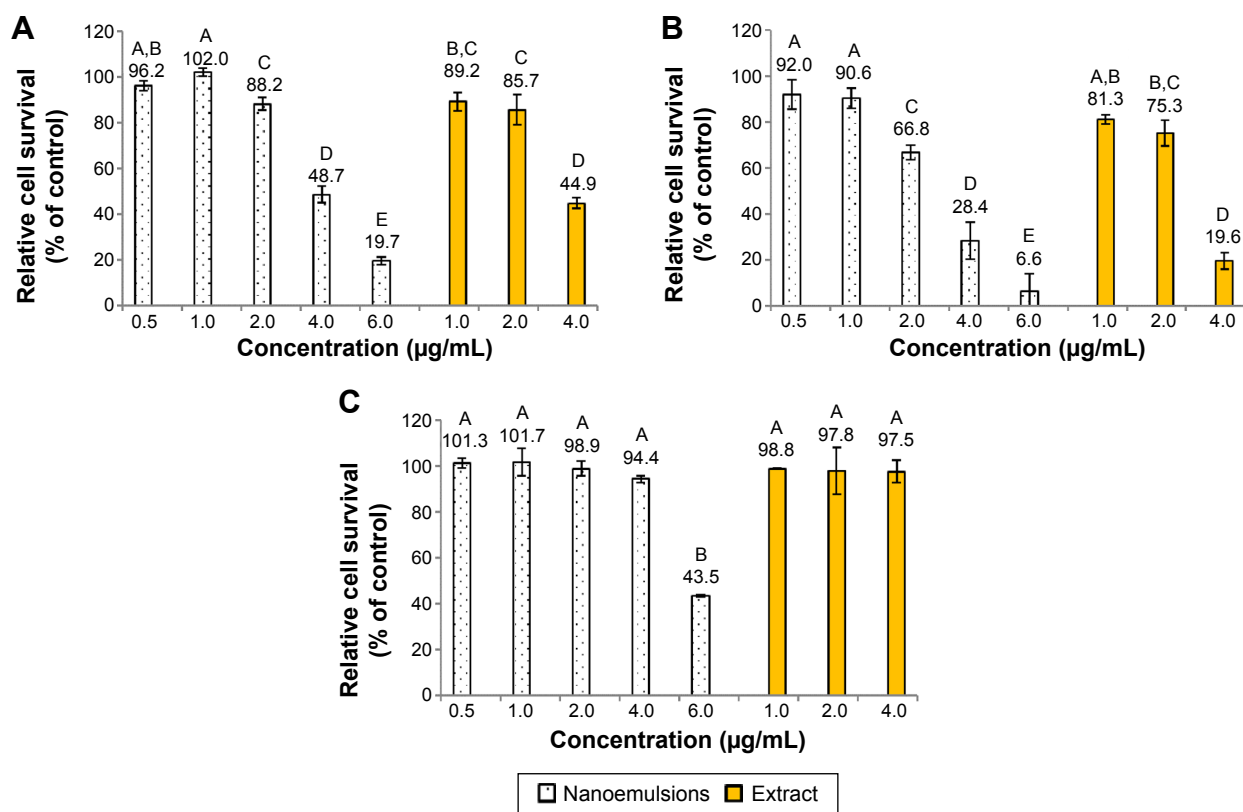 A
Relative cell survival
(% of control)
120
100
80
60
40
20
0
A,B
96.2
A
102.0
C
88.2
D
48.7
E
19.7
B,C
89.2
C
85.7
D
44.9
0.5 1.0 2.0 4.0 6.0 1.0 2.0 4.0
Concentration (µg/mL)
B
Relative cell survival
(% of control)
120
100
80
60
40
20
0
A
92.0
A
90.6
C
66.8
D
28.4
E
6.6
A,B
81.3
B,C
75.3
D
19.6
0.5 1.0 2.0 4.0 6.0 1.0 2.0 4.0
Concentration (µg/mL)
C
Relative cell survival
(% of control)
120
100
80
60
40
20
0
A
101.3
A
101.7
A
98.9
A
94.4
B
43.5
A
98.8
A
97.8
A
97.5
0.5 1.0 2.0 4.0 6.0 1.0 2.0 4.0
Concentration (µg/mL)
Nanoemulsions Extract